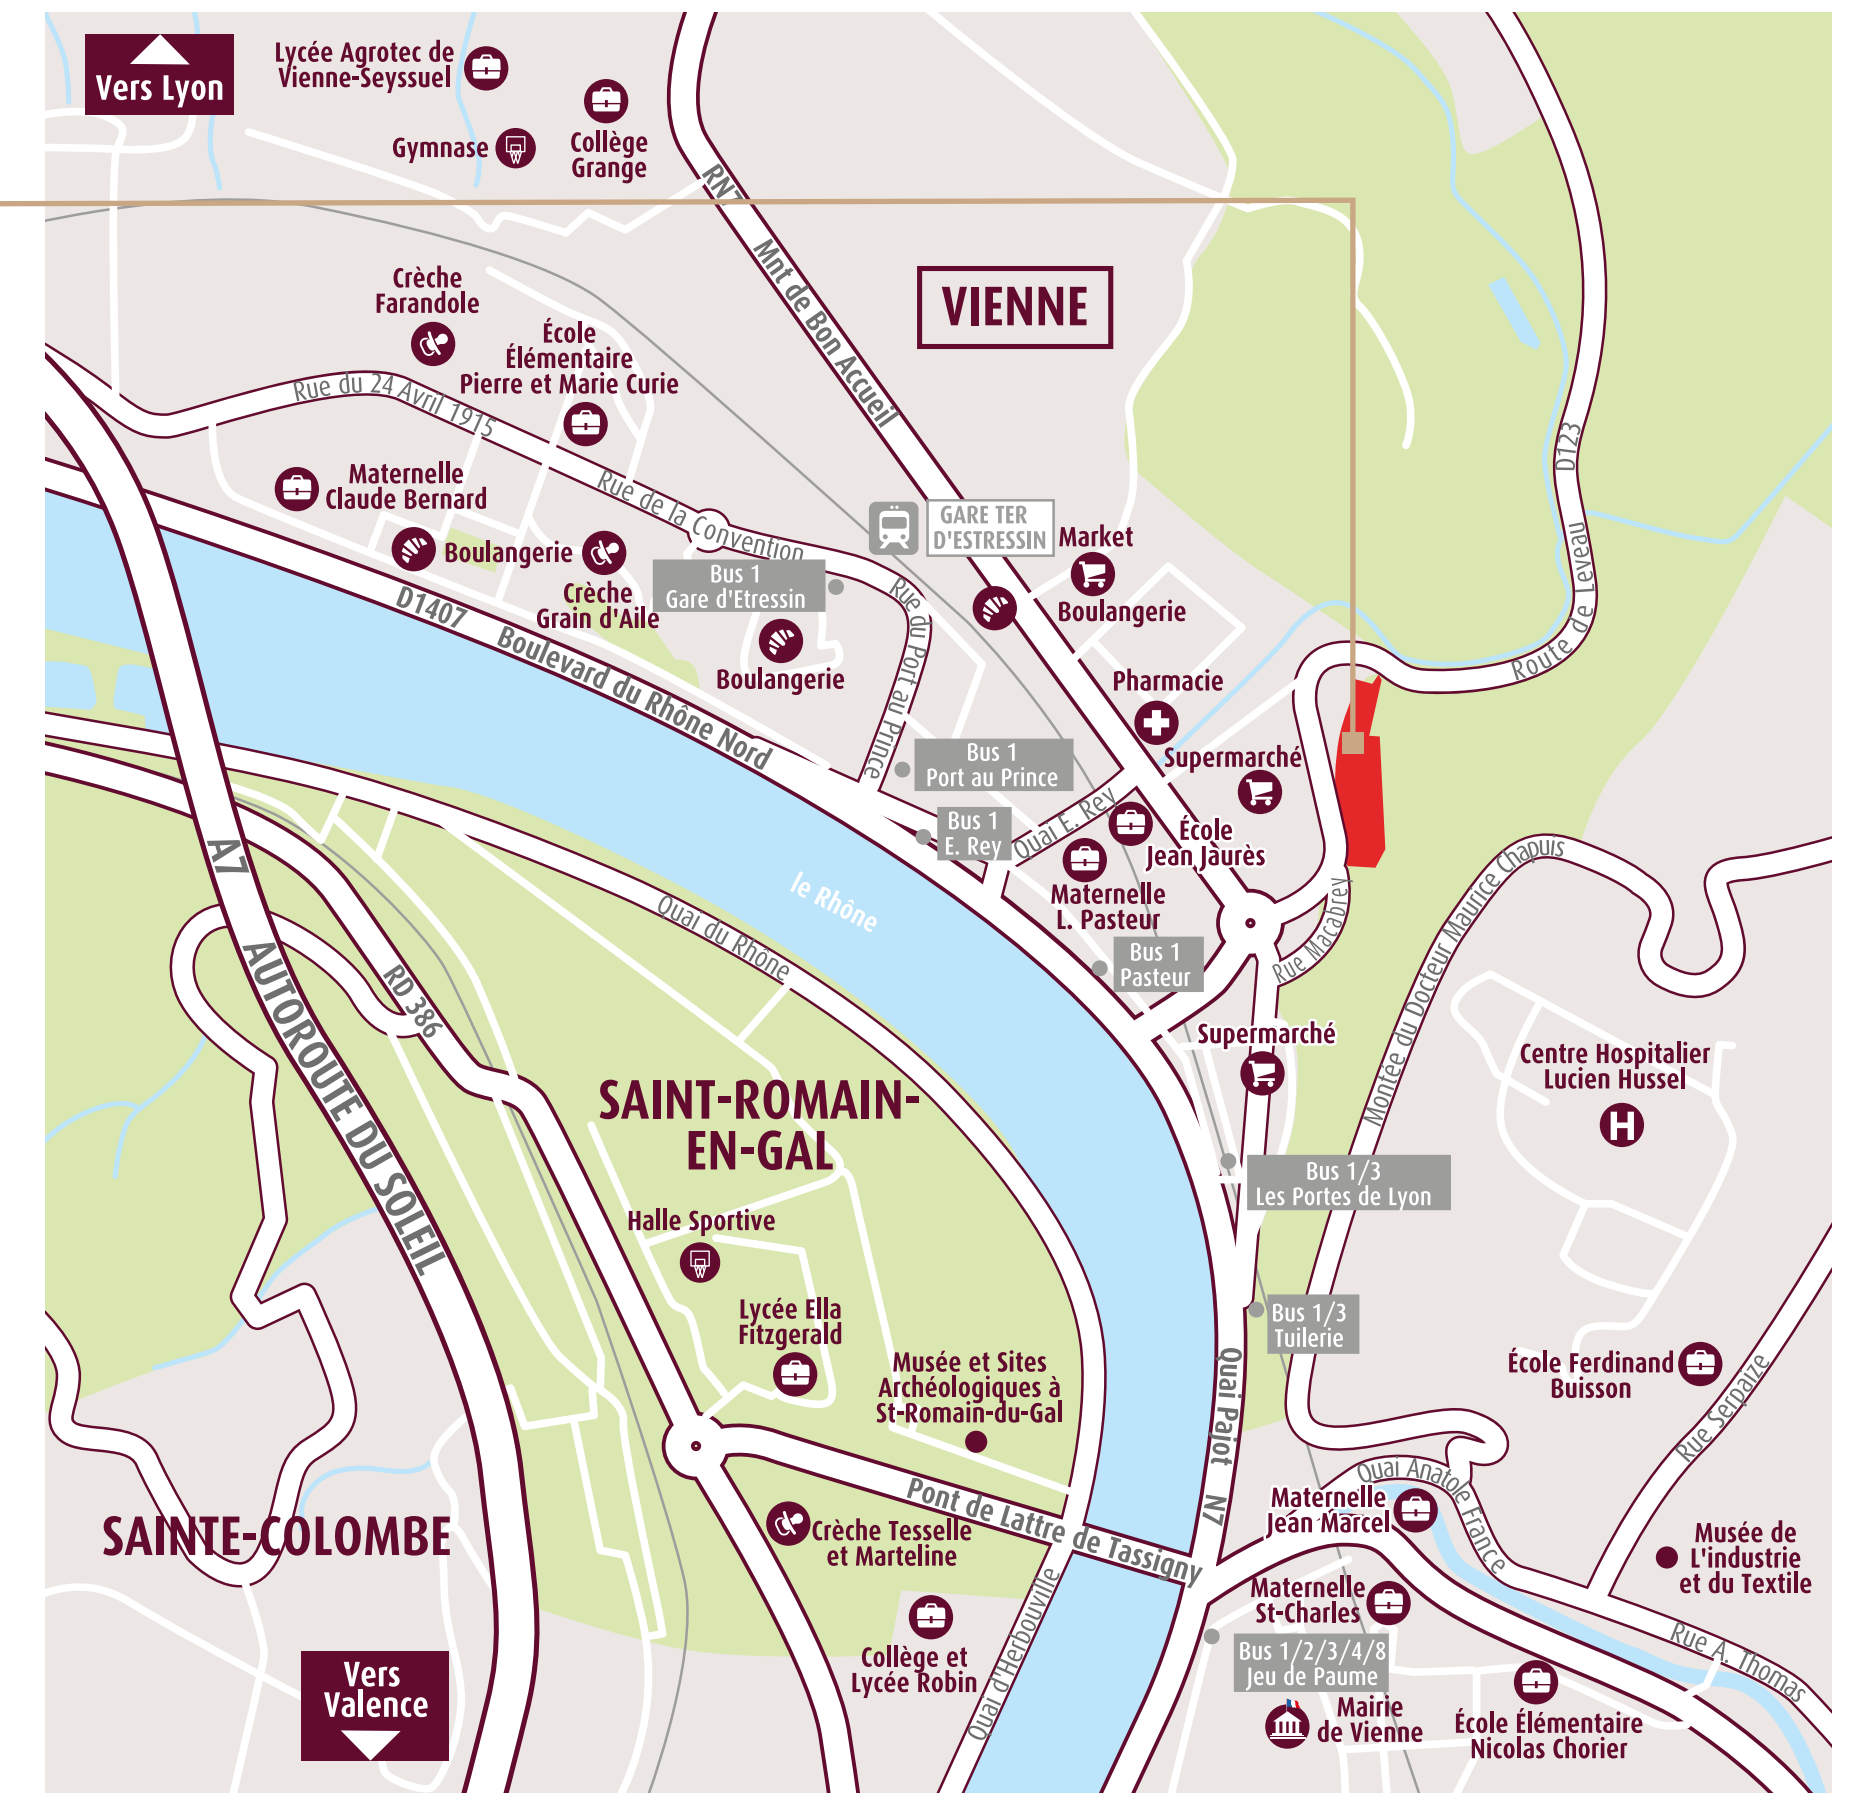 Vers Lyon
Lycée Agrotec de
Vienne-Seyssuel
Collège
Grange
Gymnase
RN7
Mnt de Bon Accueil
VIENNE
Crèche
Farandole
École
Élémentaire
Pierre et Marie Curie
Rue du 24 Avril 1915
Maternelle
Claude Bernard
Boulangerie
Crèche
Grain d'Aile
Rue de la Convention
Bus 1
Gare d'Etressin
Boulangerie
GARE TER
D'ESTRESSIN
Market
Boulangerie
D123
Route de Leveau
Rue du Port au Prince
D1407
Boulevard du Rhône Nord
Pharmacie
Supermarché
Bus 1
Port au Prince
Bus 1
E. Rey
Quai E. Rey
École
Jean Jaurès
Maternelle
L. Pasteur
Bus 1
Pasteur
Rue Macabrey
Montée du Docteur Maurice Chapuis
le Rhône
Quai du Rhône
A7
AUTOROUTE DU SOLEIL
RD 386
Supermarché
Centre Hospitalier
Lucien Hussel
H
SAINT-ROMAIN-
EN-GAL
Bus 1/3
Les Portes de Lyon
Halle Sportive
Lycée Ella
Fitzgerald
Bus 1/3
Tuilerie
Musée et Sites
Archéologiques à
St-Romain-du-Gal
Quai Pajot
N7
École Ferdinand
Buisson
Rue Serpaize
Quai Anatole France
Maternelle
Jean Marcel
Pont de Lattre de Tassigny
SAINTE-COLOMBE
Crèche Tesselle
et Marteline
Musée de
L'industrie
et du Textile
Maternelle
St-Charles
Collège et
Lycée Robin
Quai d'Herbouville
Bus 1/2/3/4/8
Jeu de Paume
Rue A. Thomas
Vers
Valence
Mairie
de Vienne
École Élémentaire
Nicolas Chorier